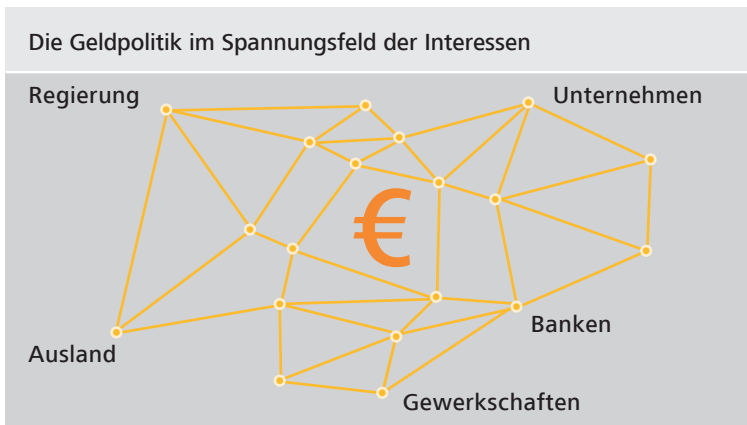 Die Geldpolitik im Spannungsfeld der Interessen
Regierung
Unternehmen
€
Banken
Ausland
Gewerkschaften